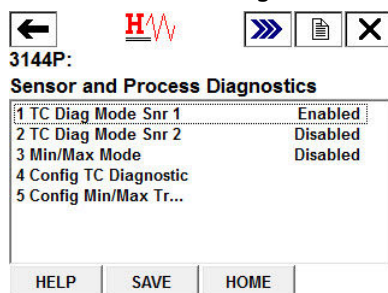 H
3144P:
Sensor and Process Diagnostics
1 TC Diag Mode Snr 1 Enabled
2 TC Diag Mode Snr 2 Disabled
3 Min/Max Mode Disabled
4 Config TC Diagnostic
5 Config Min/Max Tr...
HELP SAVE HOME